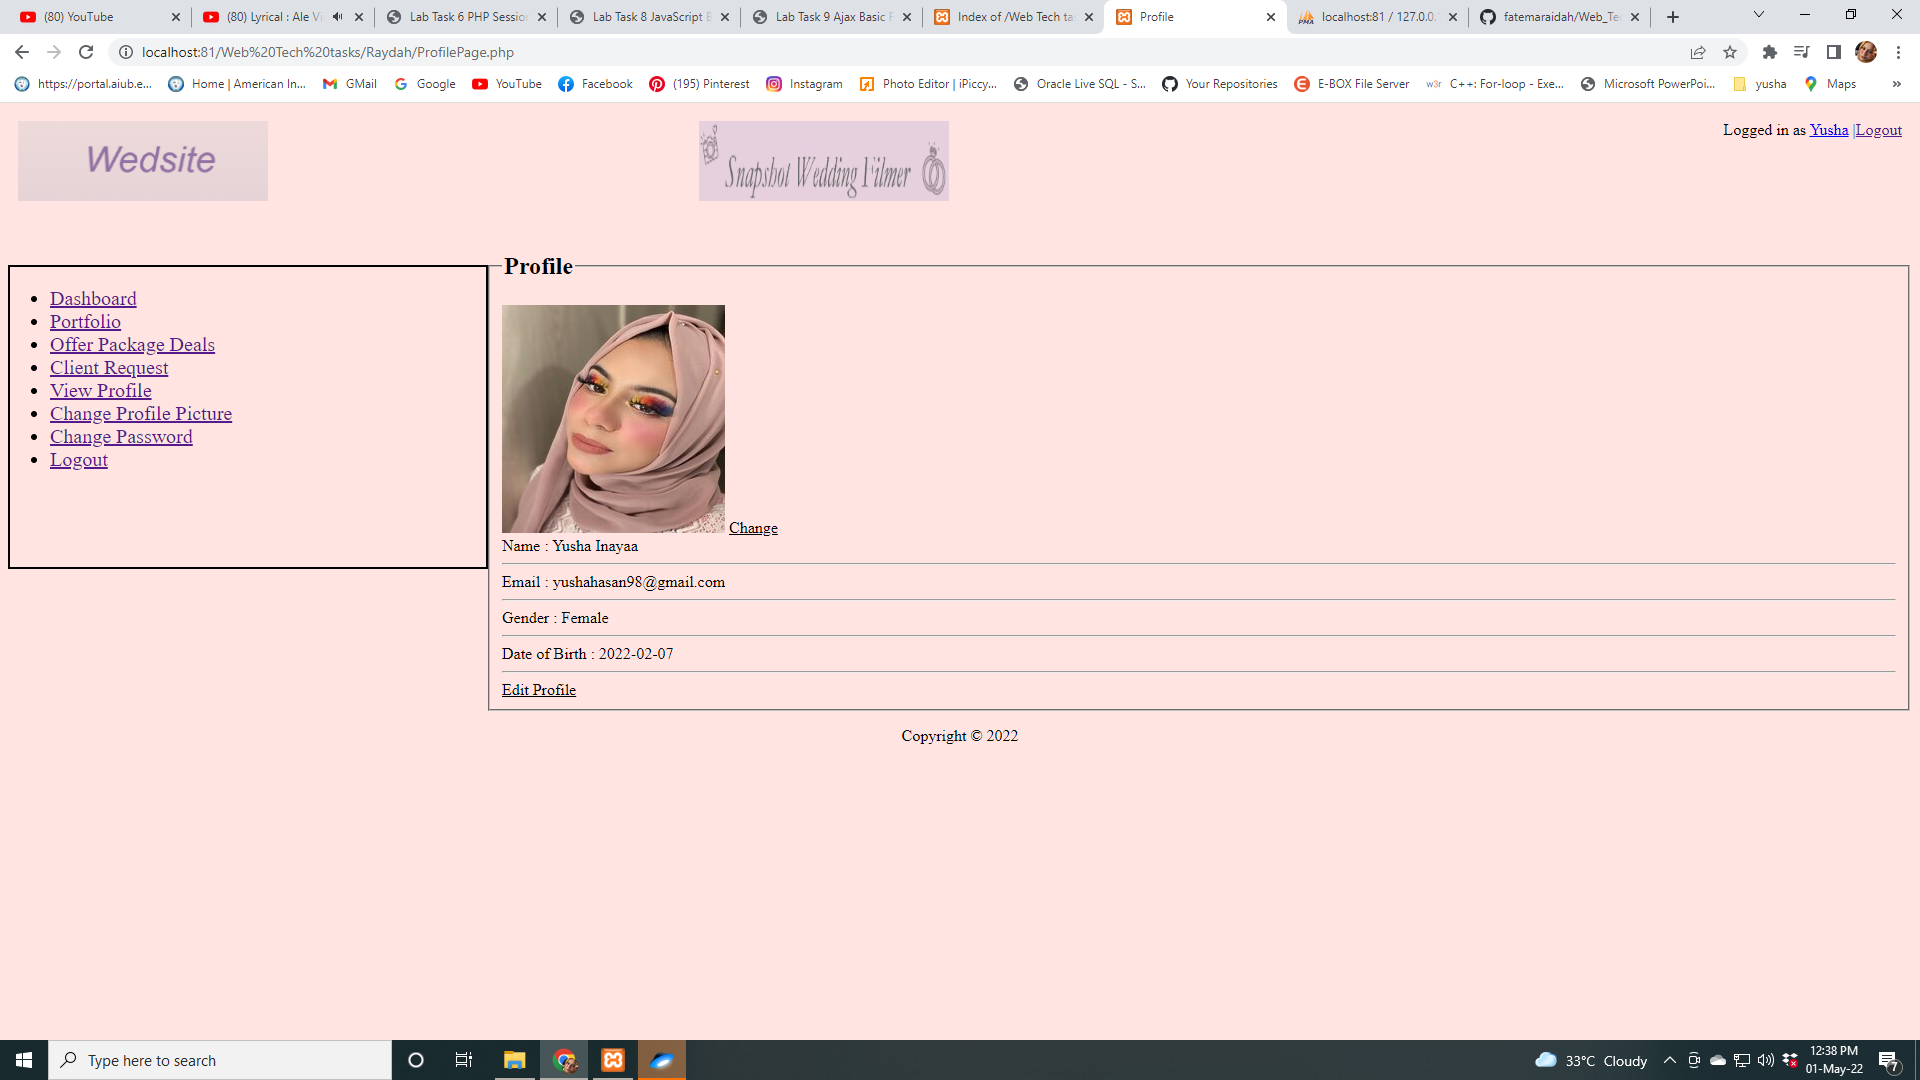 (80) YouTube
(80) Lyrical : Ale Vi
Lab Task 6 PHP Sessio
Lab Task 8 JavaScript B
Lab Task 9 Ajax Basic F
Index of /Web Tech ta
Profile
localhost:81 / 127.0.0.
fatemaraidah/Web_Te
localhost:81/Web%20Tech%20tasks/Raydah/ProfilePage.php
https://portal.aiub.e...
Home | American In...
GMail
Google
YouTube
Facebook
(195) Pinterest
Instagram
Photo Editor | iPiccy...
Oracle Live SQL - S...
Your Repositories
E-BOX File Server
w3r
C++: For-loop - Exe...
Microsoft PowerPoi...
yusha
Maps
»
Wedsite
Snapshot Wedding Filmer
Logged in as Yusha |Logout
Dashboard
Portfolio
Offer Package Deals
Client Request
View Profile
Change Profile Picture
Change Password
Logout
Profile
Change
Name : Yusha Inayaa
Email : yushahasan98@gmail.com
Gender : Female
Date of Birth : 2022-02-07
Edit Profile
Copyright © 2022
Type here to search
33°C Cloudy
12:38 PM
01-May-22
7